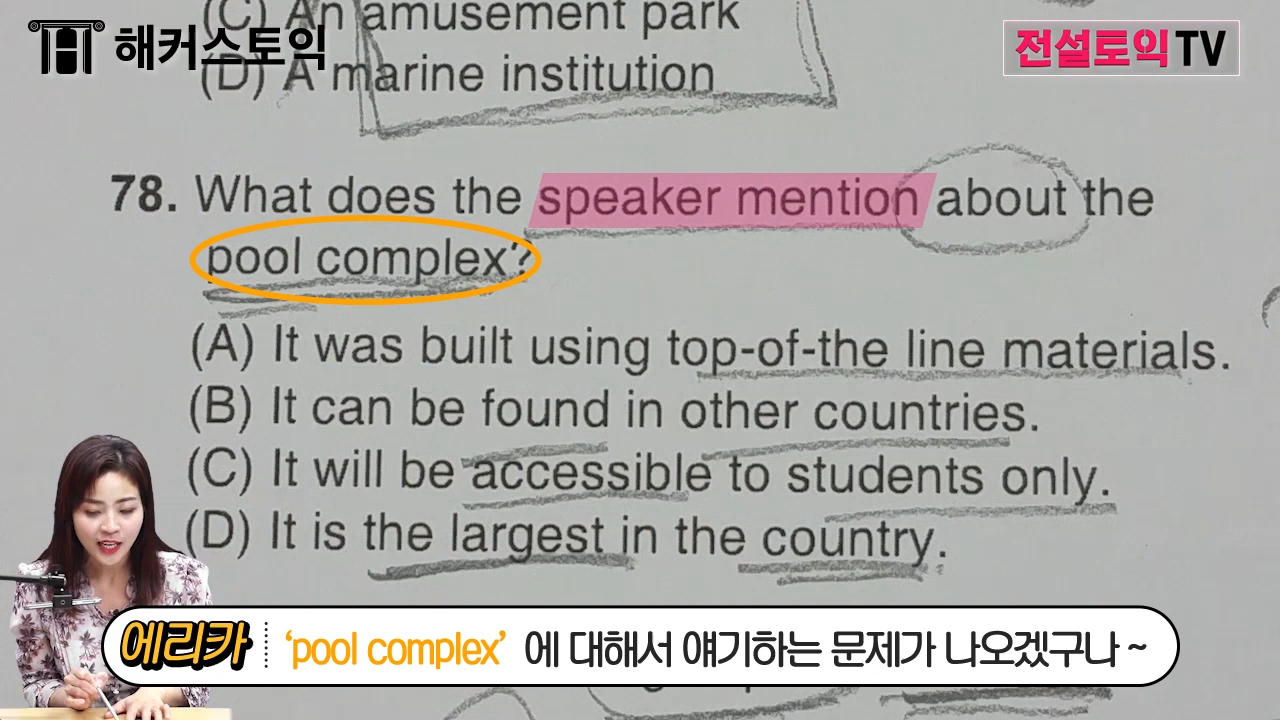 (C) An amusement park
해커스토익
전설토익TV
(D) A marine institution
78. What does the speaker mention about the
pool complex?
(A) It was built using top-of-the line materials.
(B) It can be found in other countries.
(C) It will be accessible to students only.
(D) It is the largest in the country.
에리카 ‘pool complex’ 에 대해서 얘기하는 문제가 나오겠구나 ~